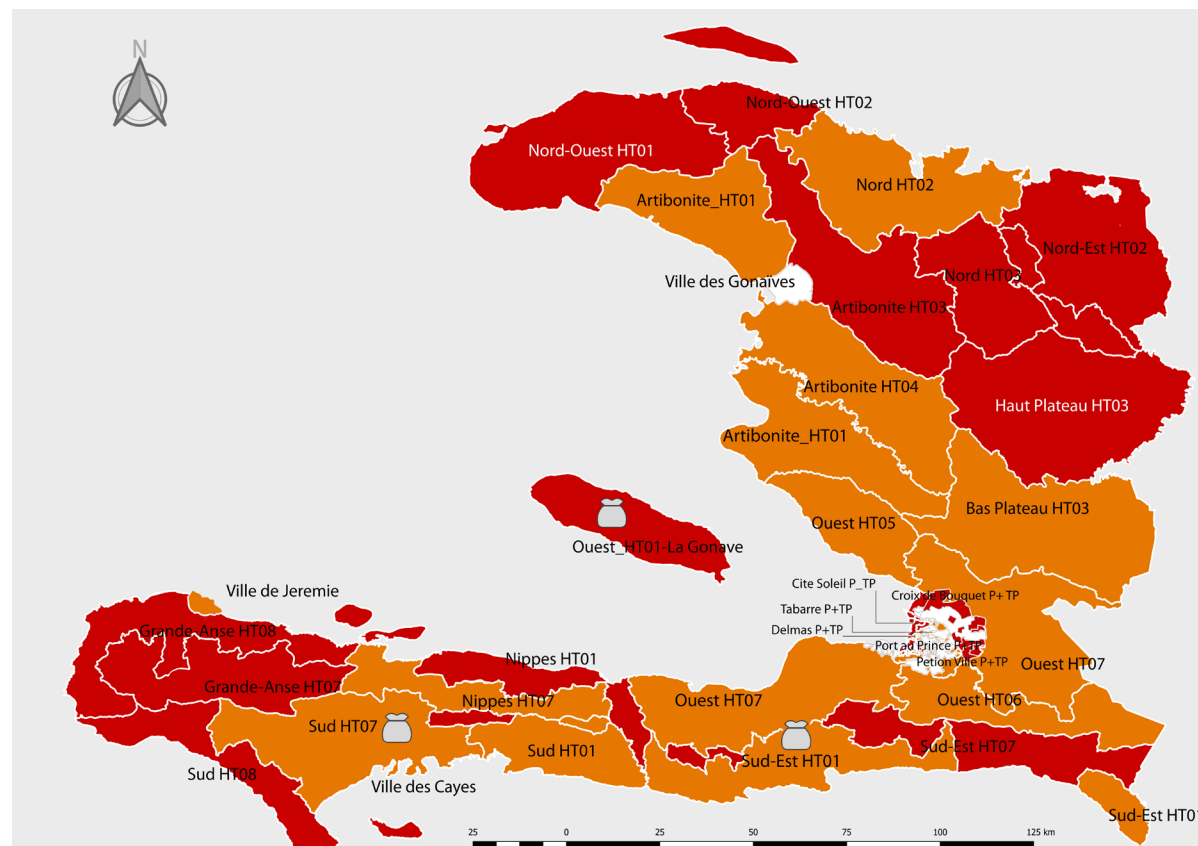 N
Nord-Ouest HT02
Nord-Ouest HT01
Nord HT02
Artibonite_HT01
Nord-Est HT02
Nord HT03
Ville des Gonaïves
Artibonite HT03
Artibonite HT04
Haut Plateau HT03
Artibonite_HT01
Bas Plateau HT03
Ouest HT05
Ouest_HT01-La Gonave
Cite Soleil P_TP
Ville de Jeremie
Croix de Bouquet P+ TP
Tabarre P+TP
Delmas P+TP
Grande-Anse HT08
Port au Prince P+TP
Nippes HT01
Petion Ville P+TP
Ouest HT07
Grande-Anse HT07
Nippes HT07
Ouest HT07
Ouest HT06
Sud HT07
Sud-Est HT07
Sud HT01
Sud-Est HT01
Sud HT08
Ville des Cayes
Sud-Est HT01
25 0 25 50 75 100 125 km